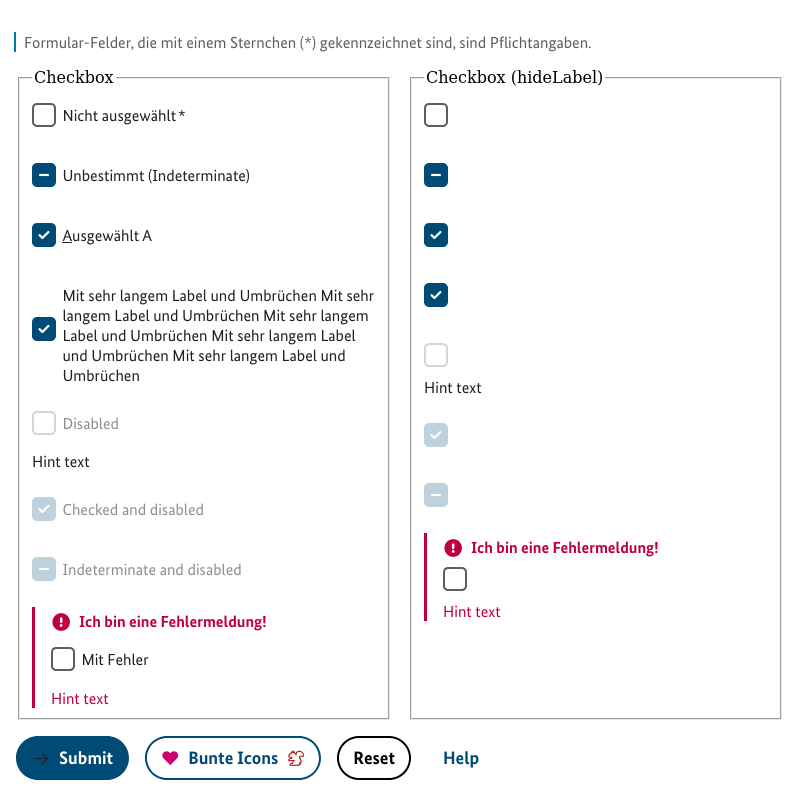 Formular-Felder, die mit einem Sternchen (*) gekennzeichnet sind, sind Pflichtangaben.
Checkbox
Nicht ausgewählt *
Unbestimmt (Indeterminate)
Ausgewählt A
Mit sehr langem Label und Umbrüchen Mit sehr
langem Label und Umbrüchen Mit sehr langem
Label und Umbrüchen Mit sehr langem Label
und Umbrüchen Mit sehr langem Label und
Umbrüchen
Disabled
Hint text
Checked and disabled
Indeterminate and disabled
Ich bin eine Fehlermeldung!
Mit Fehler
Hint text
Checkbox (hideLabel)
Hint text
Ich bin eine Fehlermeldung!
Hint text
Submit
Bunte Icons
Reset
Help